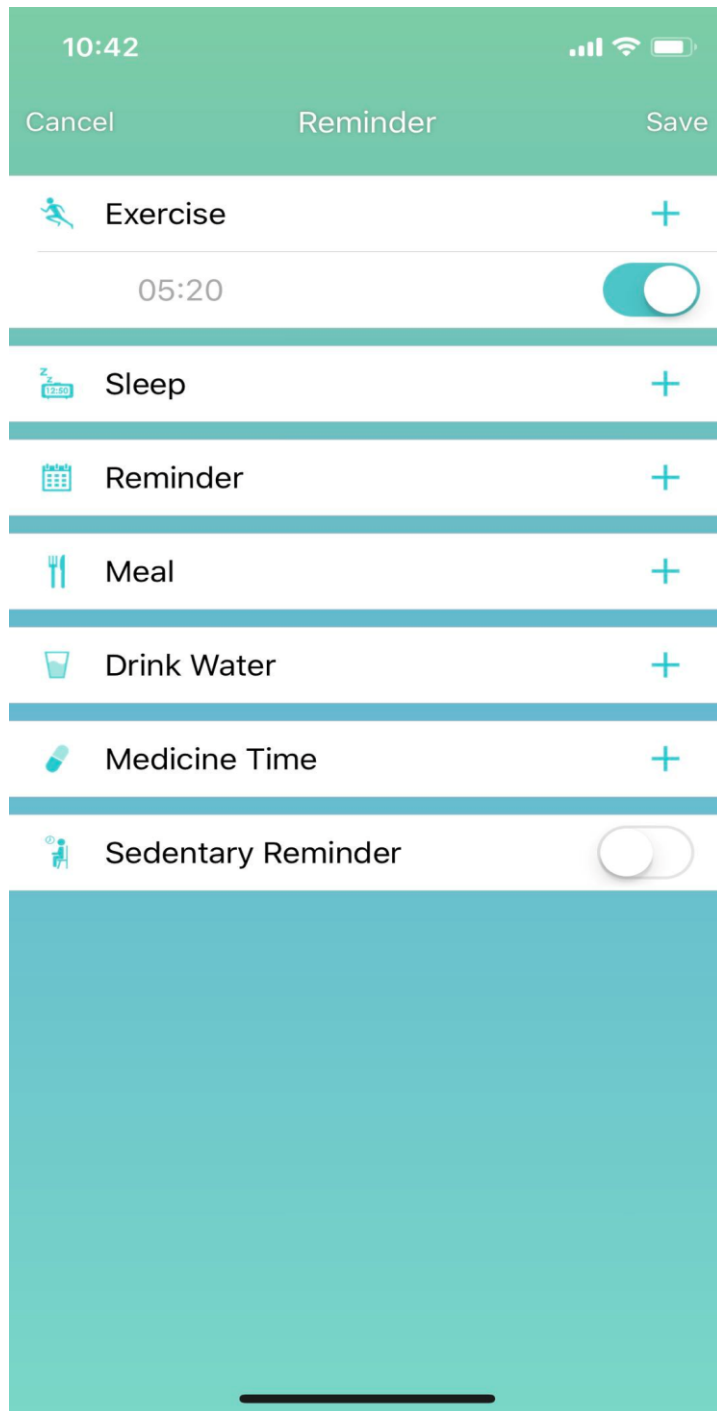 10:42
Cancel Reminder Save
Exercise
05:20
Sleep
Reminder
Meal
Drink Water
Medicine Time
Sedentary Reminder